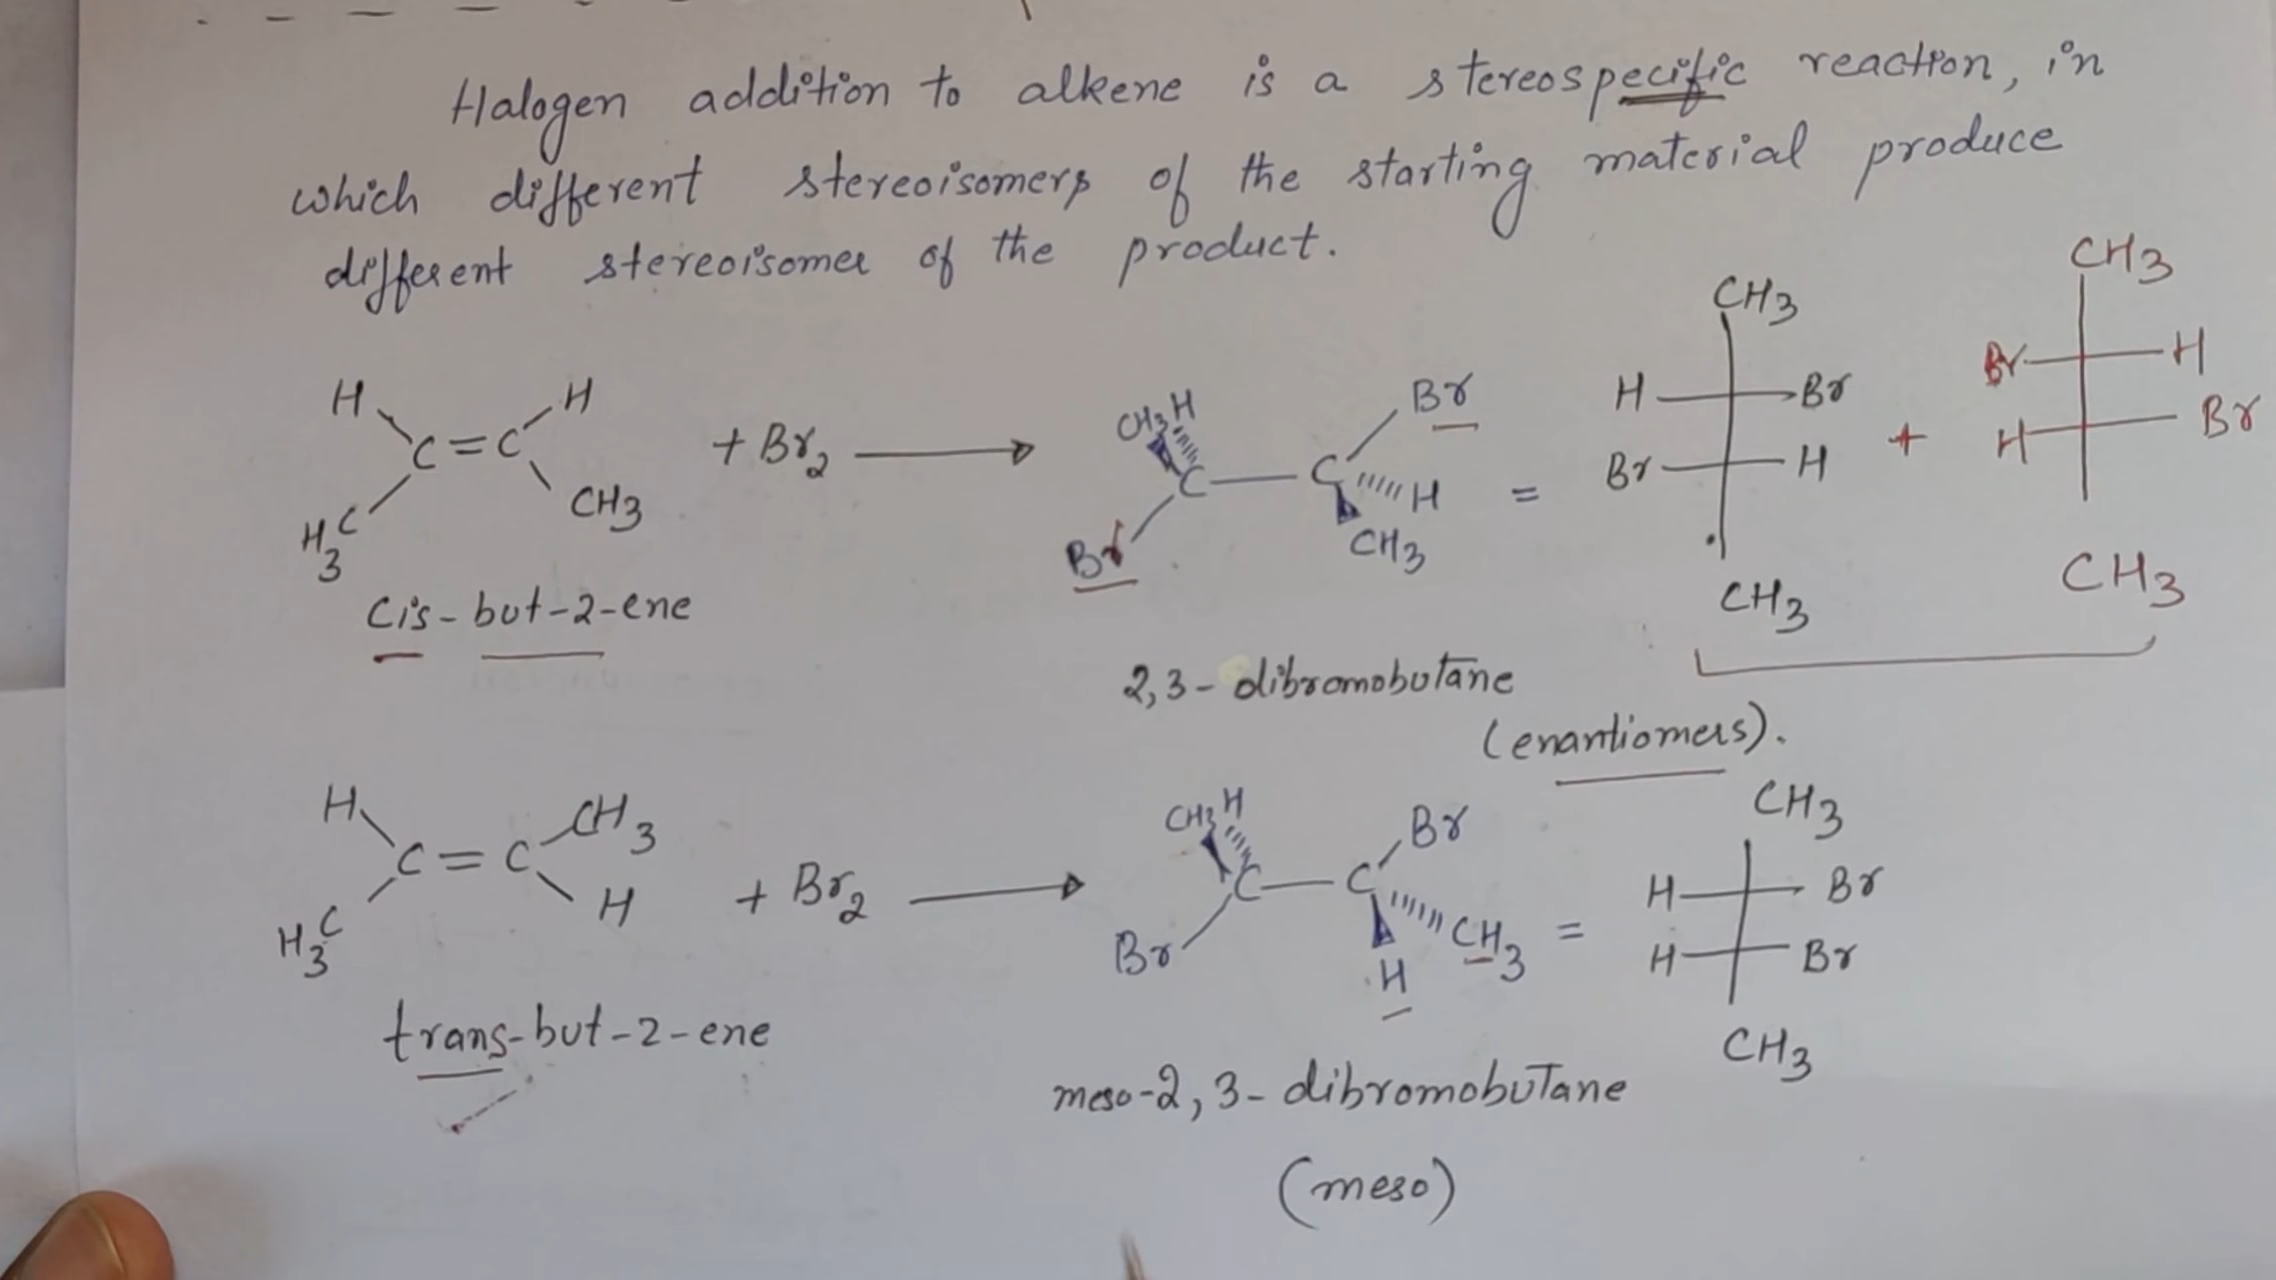 Halogen addition to alkene is a stereospecific reaction, in
which different stereoisomers of the starting material produce
different stereoisomer of the product.
H H
C=C
H3C CH3
+ Br2
cis-but-2-ene
CH3 H Br
C C
Br H
CH3
=
CH3
H Br
Br H
CH3
+
CH3
Br H
H Br
CH3
2,3-dibromobutane
(enantiomers).
H CH3
C=C
H3C H
+ Br2
trans-but-2-ene
CH3 H Br
C C
Br CH3
H
=
CH3
H Br
H Br
CH3
meso-2,3-dibromobutane
(meso)